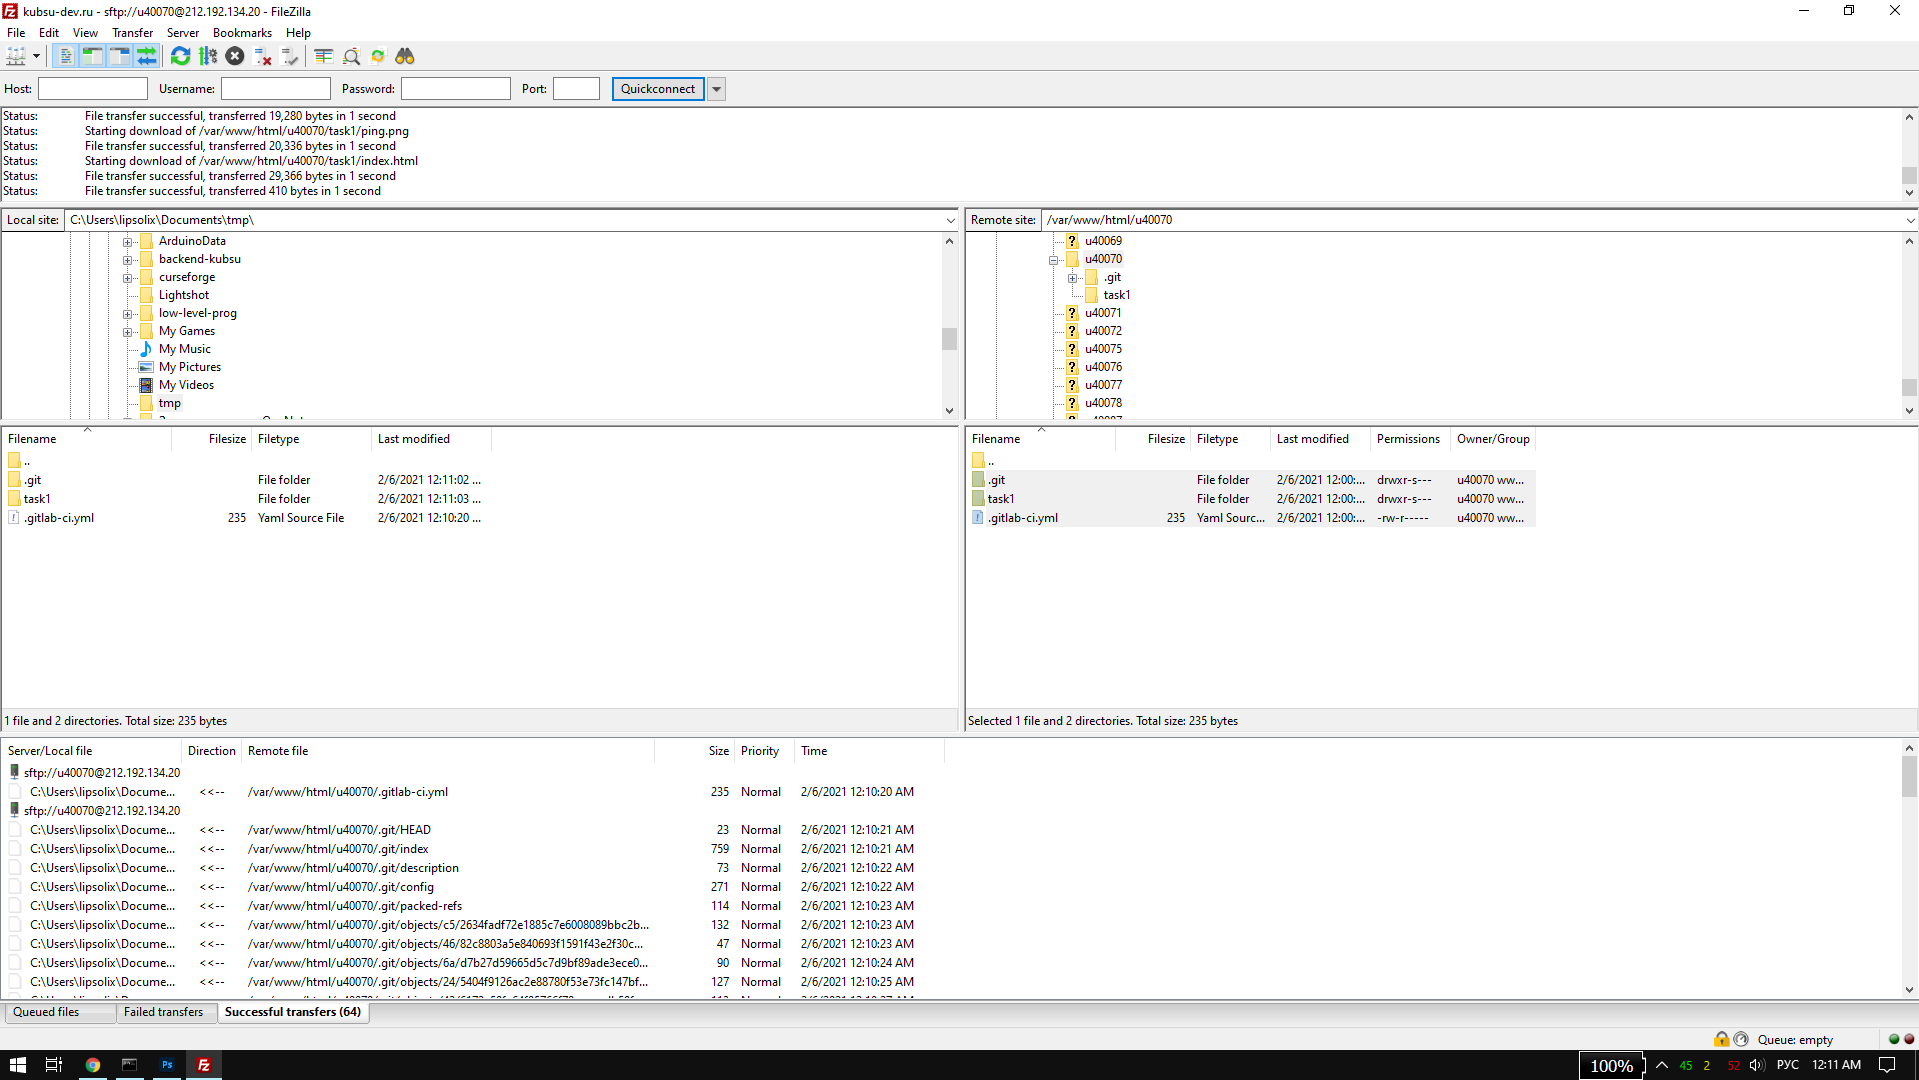 kubsu-dev.ru - sftp://u40070@212.192.134.20 - FileZilla
File Edit View Transfer Server Bookmarks Help
Host: Username: Password: Port: Quickconnect
Status: File transfer successful, transferred 19,280 bytes in 1 second
Status: Starting download of /var/www/html/u40070/task1/ping.png
Status: File transfer successful, transferred 20,336 bytes in 1 second
Status: Starting download of /var/www/html/u40070/task1/index.html
Status: File transfer successful, transferred 29,366 bytes in 1 second
Status: File transfer successful, transferred 410 bytes in 1 second
Local site: C:\Users\lipsolix\Documents\tmp\
ArduinoData
backend-kubsu
curseforge
Lightshot
low-level-prog
My Games
My Music
My Pictures
My Videos
tmp
Remote site: /var/www/html/u40070
u40069
u40070
.git
task1
u40071
u40072
u40075
u40076
u40077
u40078
Filename Filesize Filetype Last modified
..
.git File folder 2/6/2021 12:11:02 ...
task1 File folder 2/6/2021 12:11:03 ...
.gitlab-ci.yml 235 Yaml Source File 2/6/2021 12:10:20 ...
1 file and 2 directories. Total size: 235 bytes
Filename Filesize Filetype Last modified Permissions Owner/Group
..
.git File folder 2/6/2021 12:00:... drwxr-s--- u40070 ww...
task1 File folder 2/6/2021 12:00:... drwxr-s--- u40070 ww...
.gitlab-ci.yml 235 Yaml Sourc... 2/6/2021 12:00:... -rw-r----- u40070 ww...
Selected 1 file and 2 directories. Total size: 235 bytes
Server/Local file Direction Remote file Size Priority Time
sftp://u40070@212.192.134.20
C:\Users\lipsolix\Docume... <<-- /var/www/html/u40070/.gitlab-ci.yml 235 Normal 2/6/2021 12:10:20 AM
sftp://u40070@212.192.134.20
C:\Users\lipsolix\Docume... <<-- /var/www/html/u40070/.git/HEAD 23 Normal 2/6/2021 12:10:21 AM
C:\Users\lipsolix\Docume... <<-- /var/www/html/u40070/.git/index 759 Normal 2/6/2021 12:10:21 AM
C:\Users\lipsolix\Docume... <<-- /var/www/html/u40070/.git/description 73 Normal 2/6/2021 12:10:22 AM
C:\Users\lipsolix\Docume... <<-- /var/www/html/u40070/.git/config 271 Normal 2/6/2021 12:10:22 AM
C:\Users\lipsolix\Docume... <<-- /var/www/html/u40070/.git/packed-refs 114 Normal 2/6/2021 12:10:23 AM
C:\Users\lipsolix\Docume... <<-- /var/www/html/u40070/.git/objects/c5/2634fadf72e1885c7e6008089bbc2b... 132 Normal 2/6/2021 12:10:23 AM
C:\Users\lipsolix\Docume... <<-- /var/www/html/u40070/.git/objects/46/82c8803a5e840693f1591f43e2f30c... 47 Normal 2/6/2021 12:10:23 AM
C:\Users\lipsolix\Docume... <<-- /var/www/html/u40070/.git/objects/6a/d7b27d59665d5c7d9bf89ade3ece0... 90 Normal 2/6/2021 12:10:24 AM
C:\Users\lipsolix\Docume... <<-- /var/www/html/u40070/.git/objects/24/5404f9126ac2e88780f53e73fc147bf... 127 Normal 2/6/2021 12:10:25 AM
Queued files Failed transfers Successful transfers (64)
Queue: empty
Ps Fz 100% 45 2 52 РУС 12:11 AM